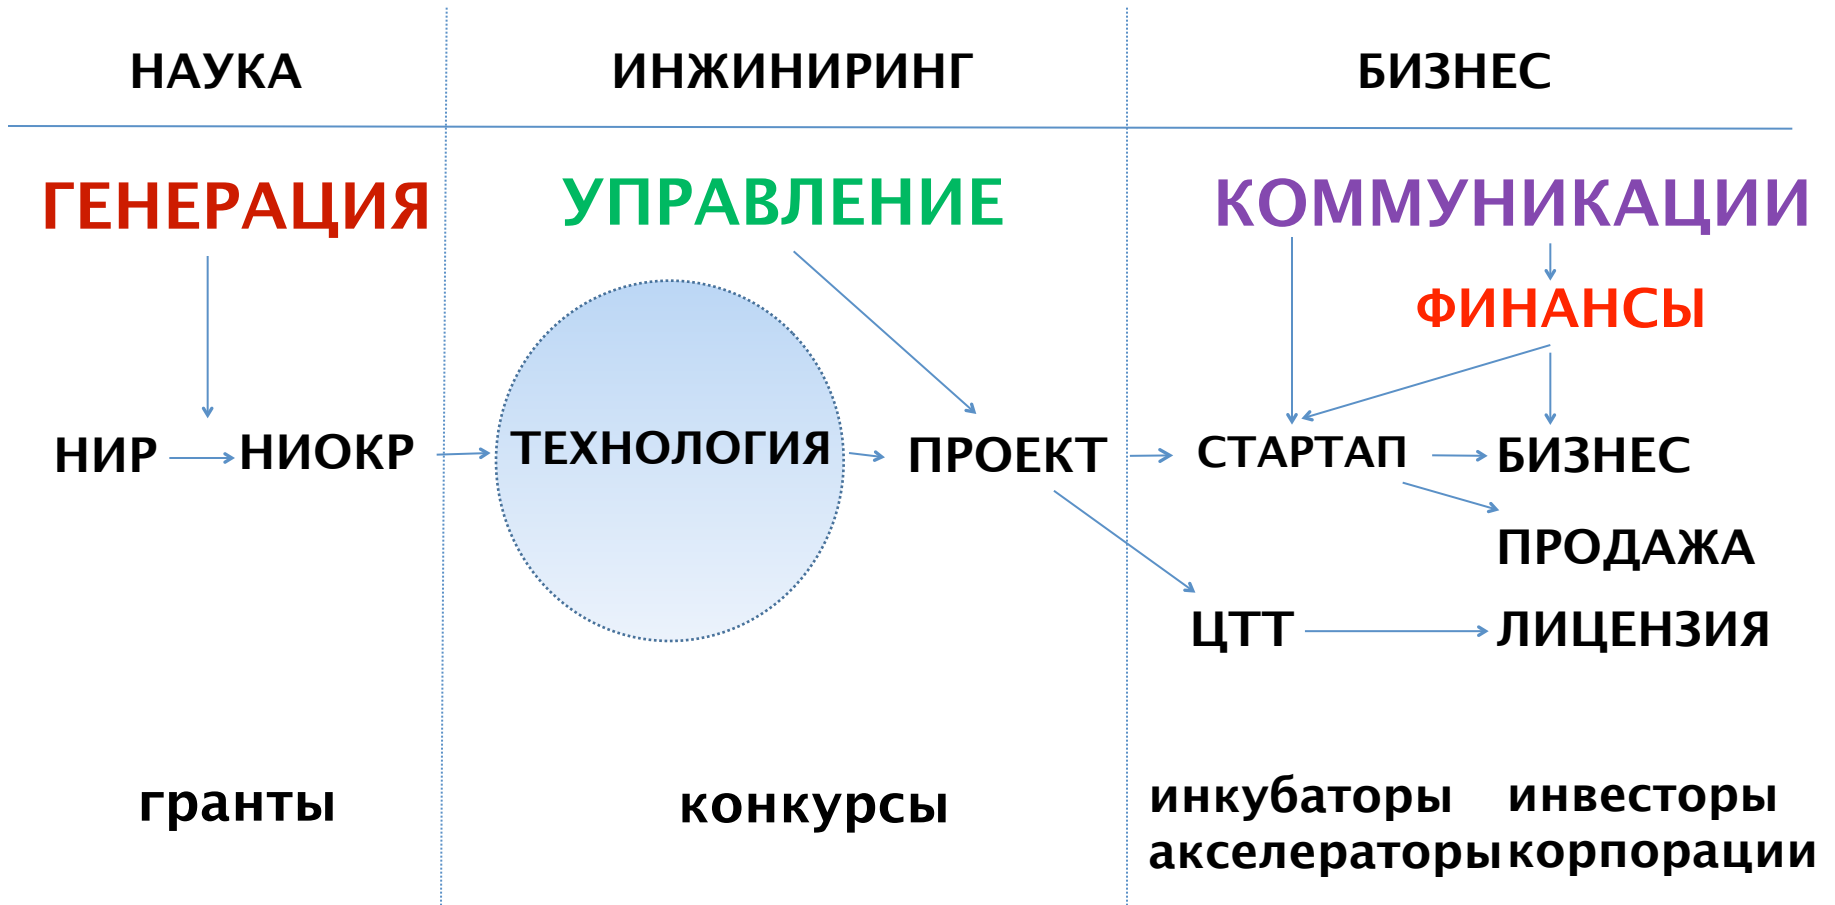 НАУКА
ИНЖИНИРИНГ
БИЗНЕС
ГЕНЕРАЦИЯ
УПРАВЛЕНИЕ
КОММУНИКАЦИИ
ФИНАНСЫ
НИР
НИОКР
ТЕХНОЛОГИЯ
ПРОЕКТ
СТАРТАП
БИЗНЕС
ПРОДАЖА
ЦТТ
ЛИЦЕНЗИЯ
гранты
конкурсы
инкубаторы
акселераторы
инвесторы
корпорации